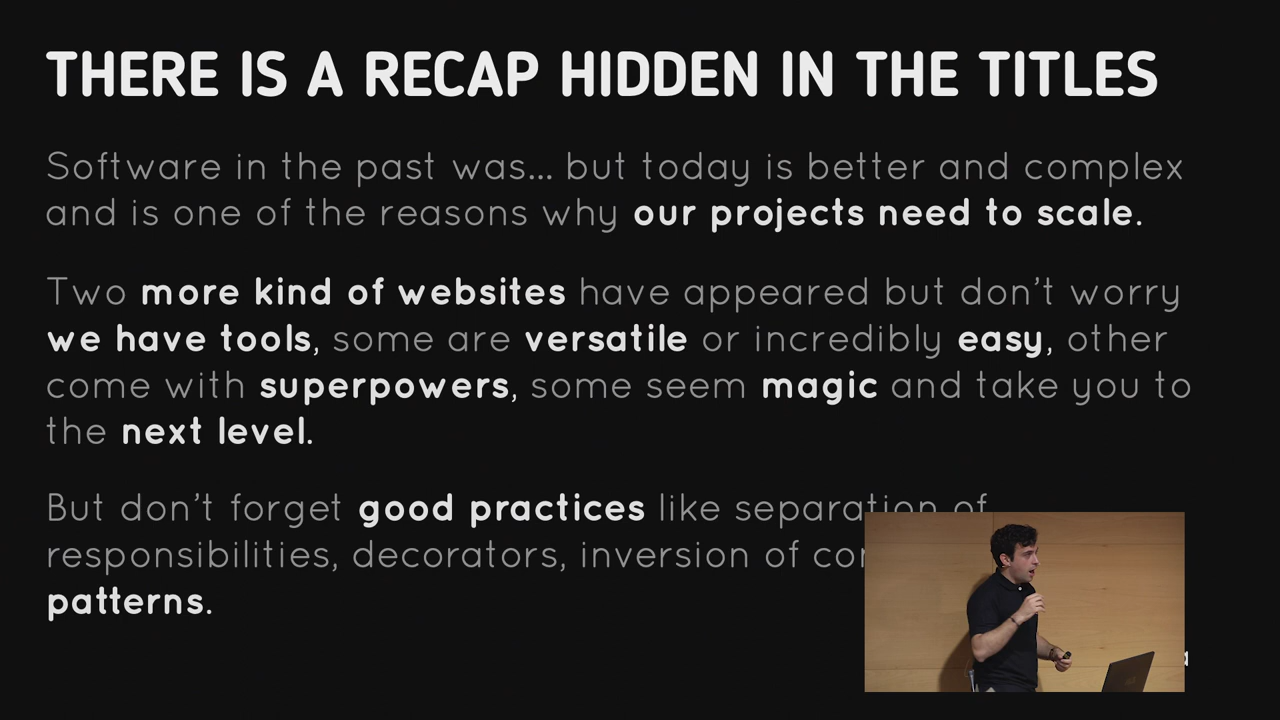 THERE IS A RECAP HIDDEN IN THE TITLES
Software in the past was... but today is better and complex
and is one of the reasons why our projects need to scale.
Two more kind of websites have appeared but don't worry
we have tools, some are versatile or incredibly easy, other
come with superpowers, some seem magic and take you to
the next level.
But don't forget good practices like separation of
responsibilities, decorators, inversion of
patterns.